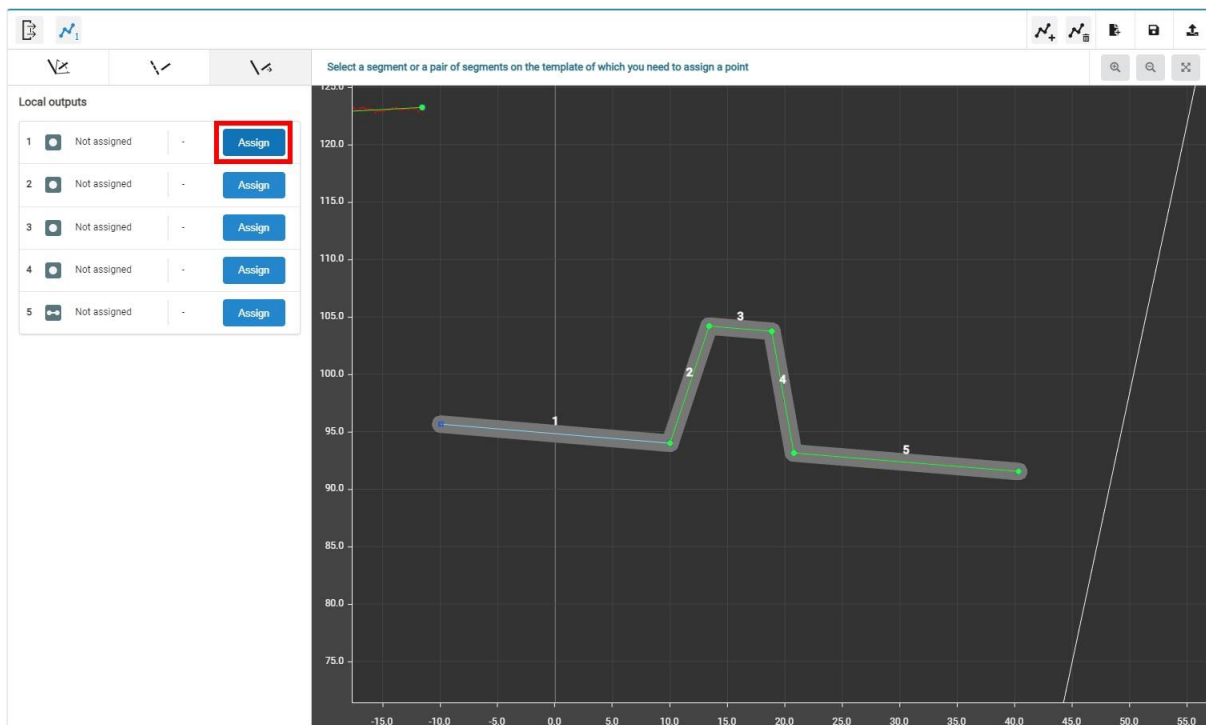 1
Select a segment or a pair of segments on the template of which you need to assign a point
Local outputs
1 Not assigned - Assign
2 Not assigned - Assign
3 Not assigned - Assign
4 Not assigned - Assign
5 Not assigned - Assign
125.0
120.0
115.0
110.0
105.0
100.0
95.0
90.0
85.0
80.0
75.0
3
2
4
1
5
-15.0 -10.0 -5.0 0.0 5.0 10.0 15.0 20.0 25.0 30.0 35.0 40.0 45.0 50.0 55.0